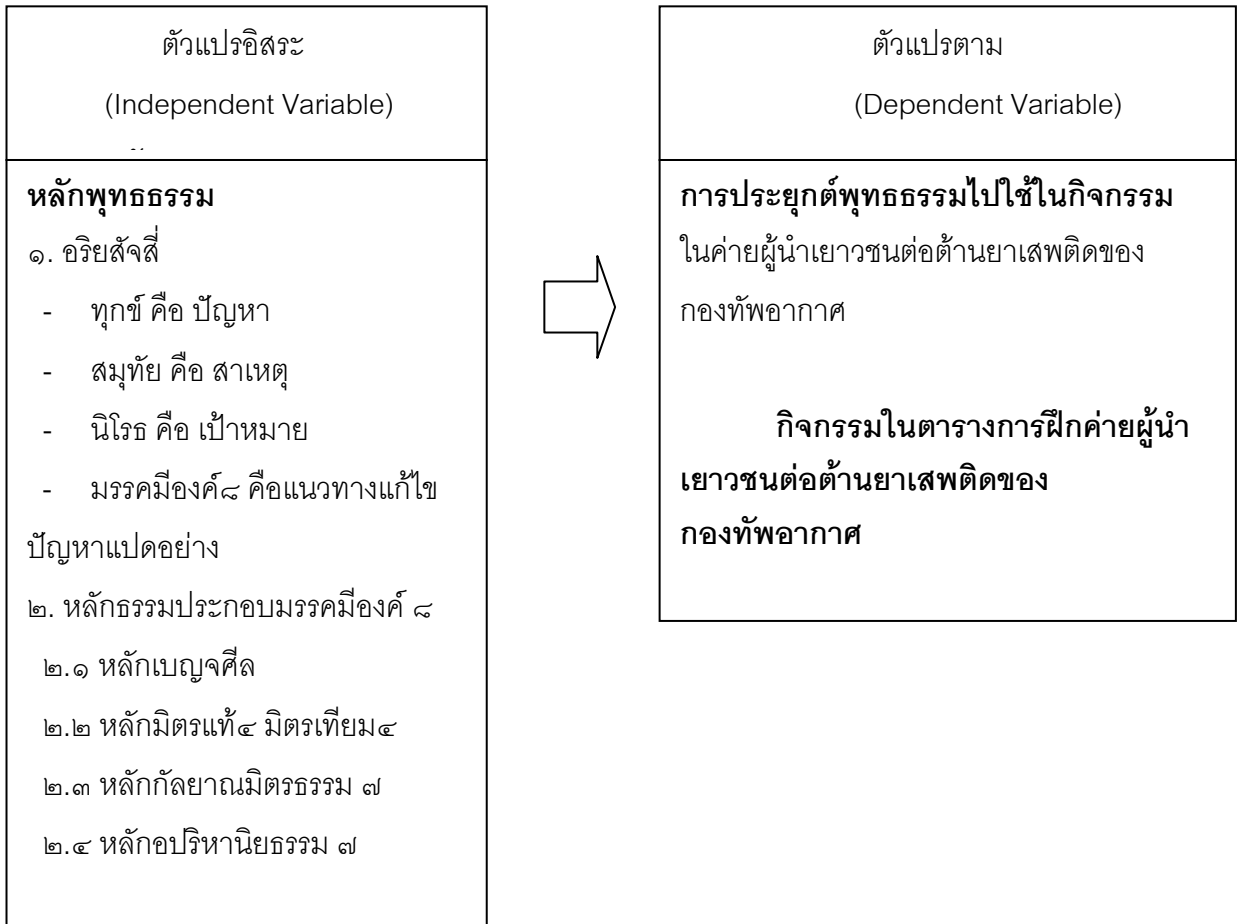 ตัวแปรอิสระ
(Independent Variable)
หลักพุทธธรรม
๑. อริยสัจสี่
- ทุกข์ คือ ปัญหา
- สมุทัย คือ สาเหตุ
- นิโรธ คือ เป้าหมาย
- มรรคมีองค์๘ คือแนวทางแก้ไข
ปัญหาแปดอย่าง
๒. หลักธรรมประกอบมรรคมีองค์ ๘
๒.๑ หลักเบญจศีล
๒.๒ หลักมิตรแท้๔ มิตรเทียม๔
๒.๓ หลักกัลยาณมิตรธรรม ๗
๒.๔ หลักอปริหานิยธรรม ๗
ตัวแปรตาม
(Dependent Variable)
การประยุกต์พุทธธรรมไปใช้ในกิจกรรม
ในค่ายผู้นำเยาวชนต่อต้านยาเสพติดของ
กองทัพอากาศ
กิจกรรมในตารางการฝึกค่ายผู้นำ
เยาวชนต่อต้านยาเสพติดของ
กองทัพอากาศ